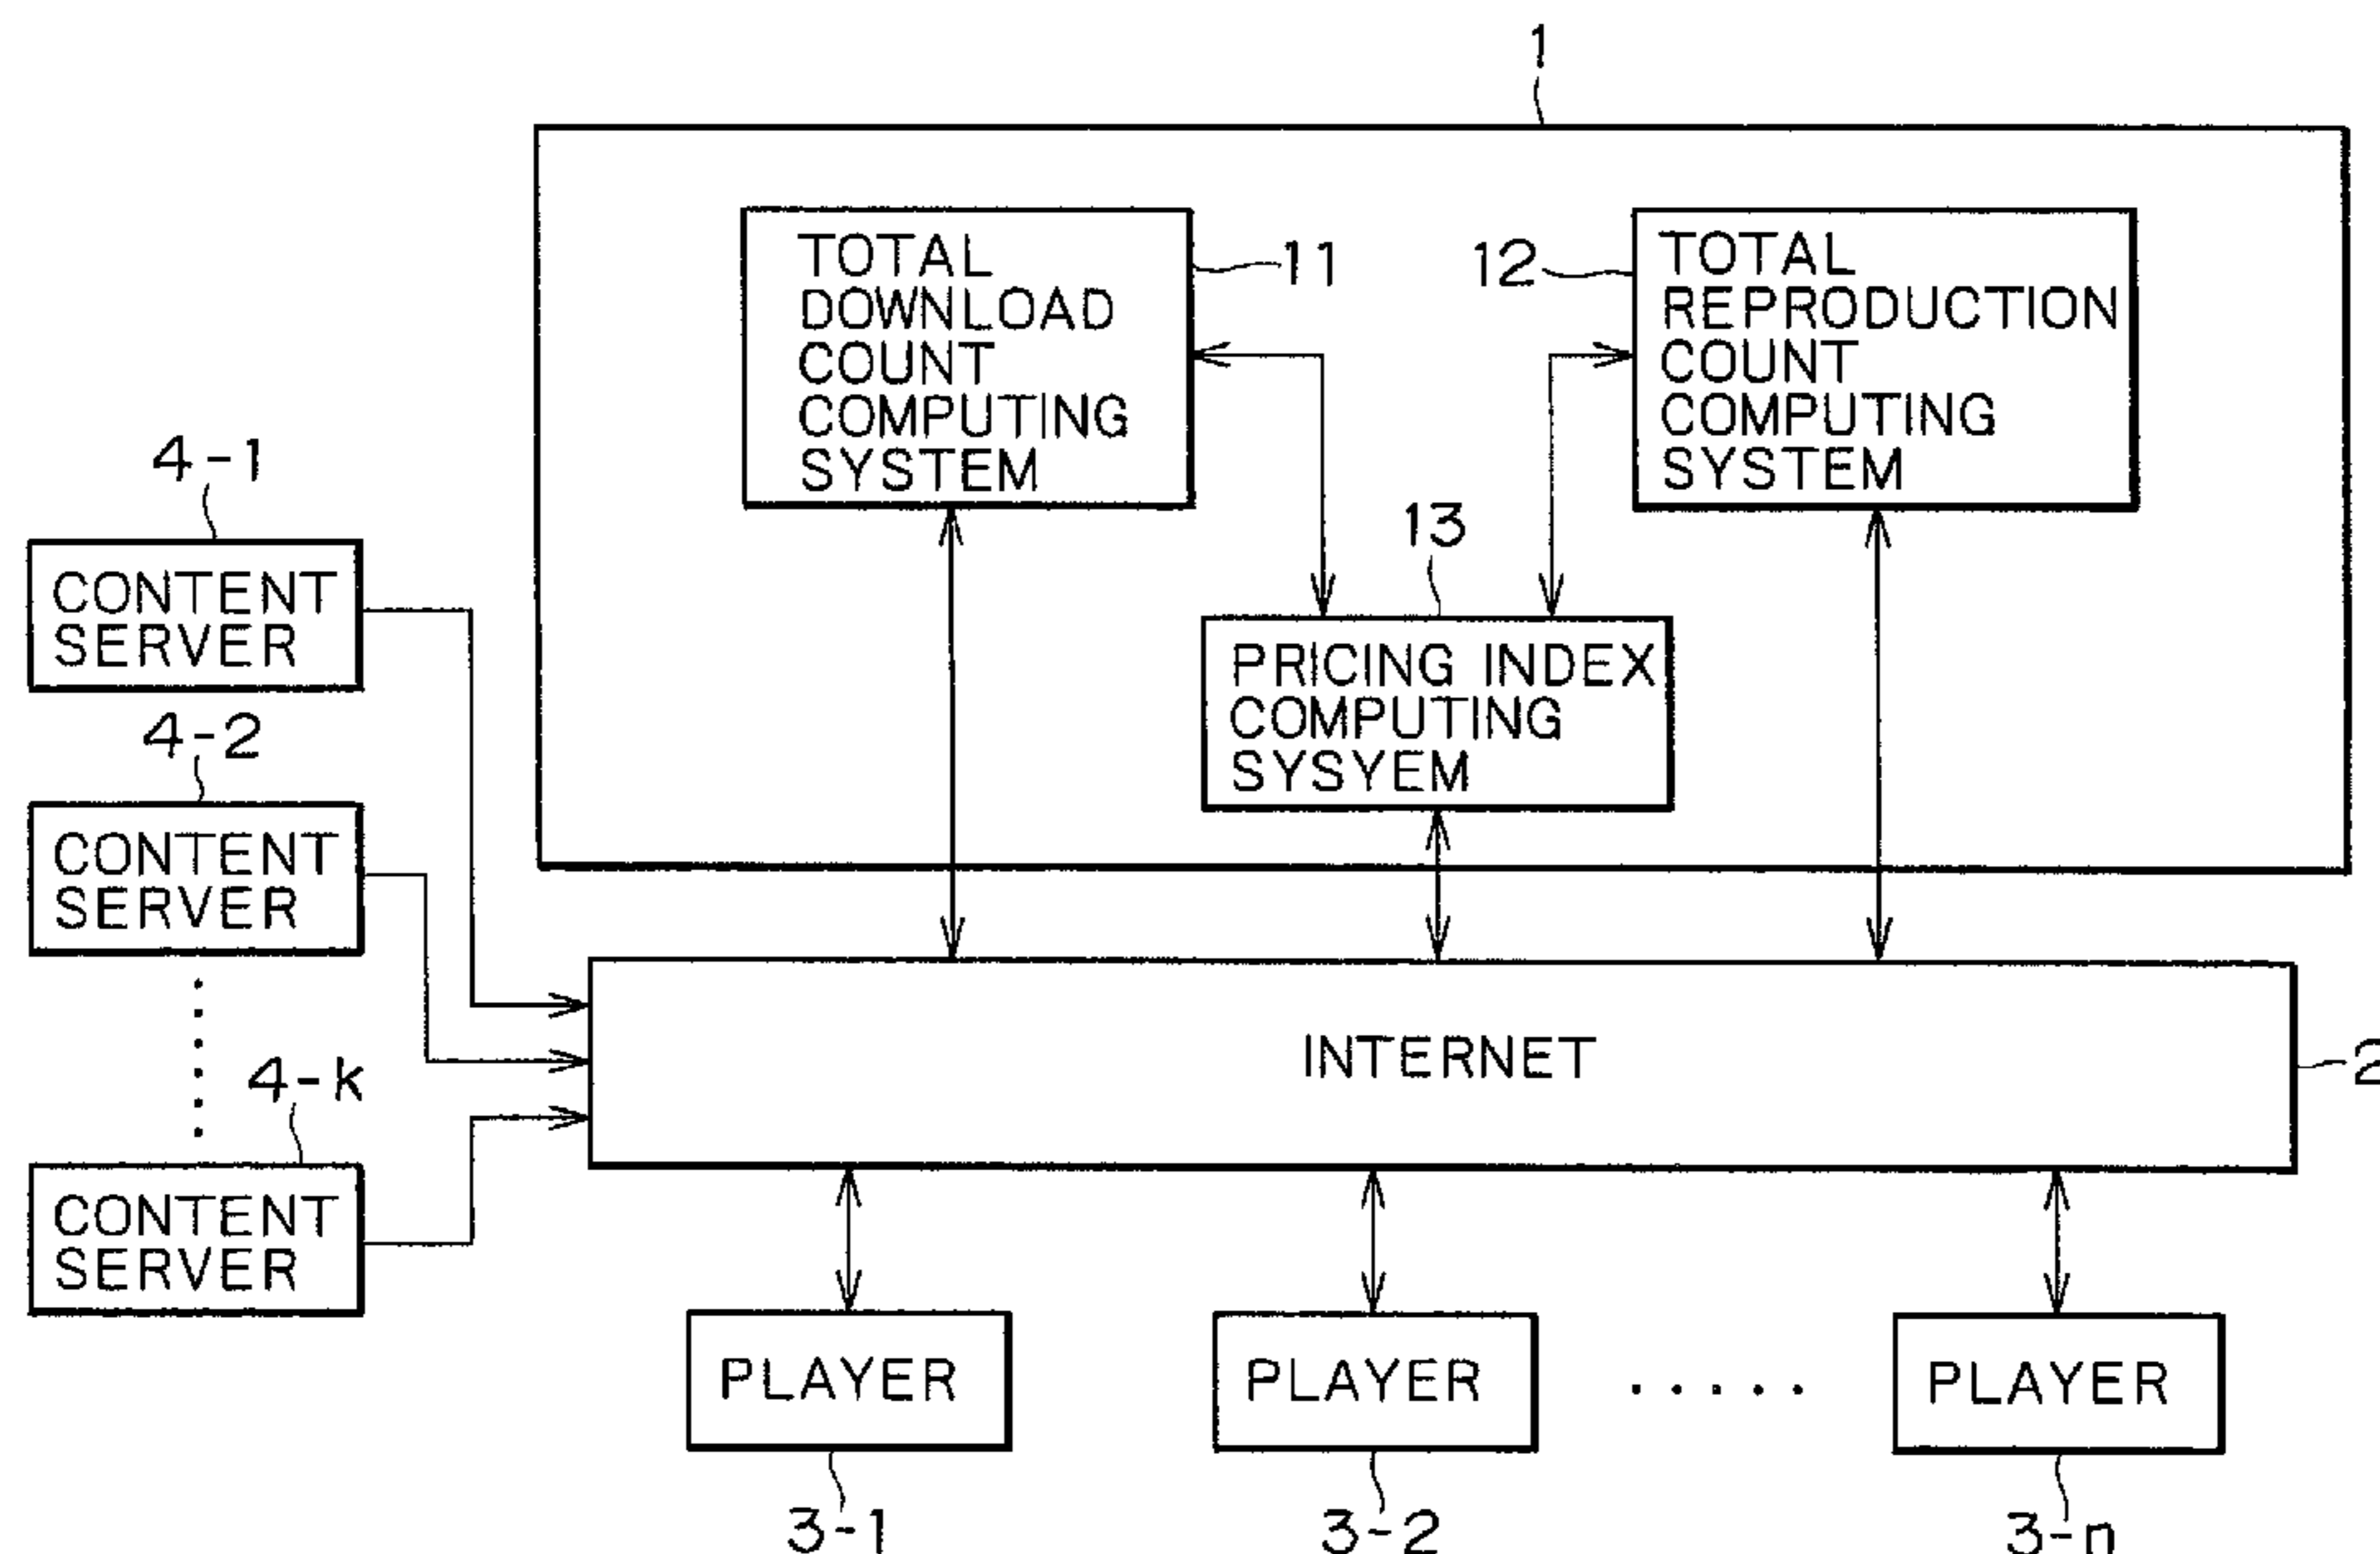 1
TOTAL
DOWNLOAD
COUNT
COMPUTING
SYSTEM
11
12
TOTAL
REPRODUCTION
COUNT
COMPUTING
SYSTEM
13
PRICING INDEX
COMPUTING
SYSYEM
4-1
CONTENT
SERVER
4-2
CONTENT
SERVER
4-k
CONTENT
SERVER
INTERNET
2
PLAYER
PLAYER
PLAYER
3-1
3-2
3-n